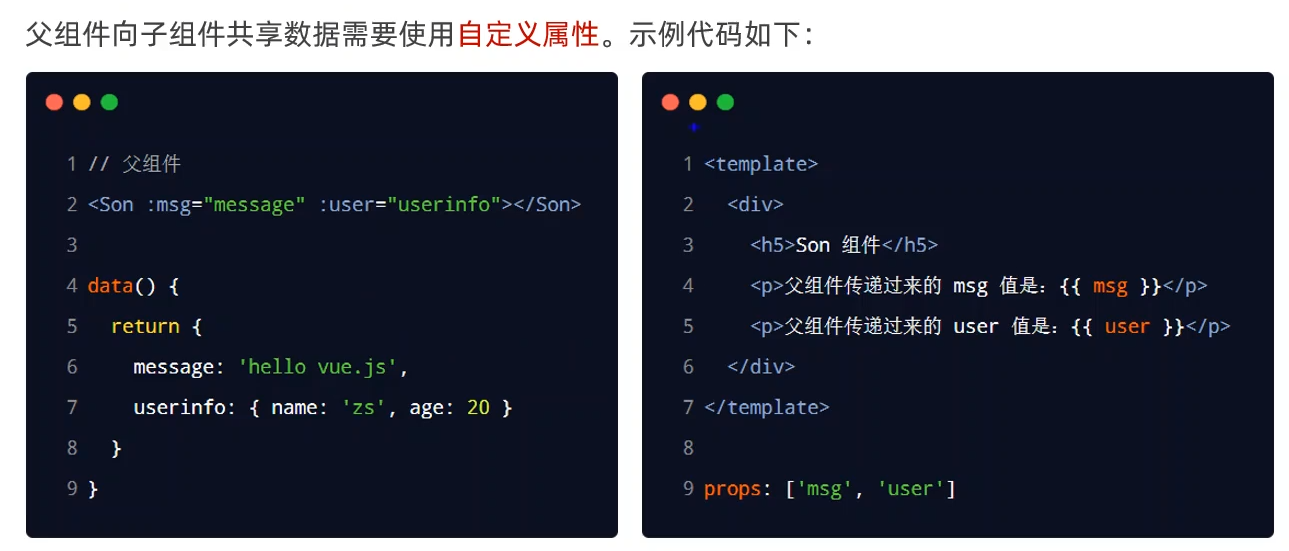 父组件向子组件共享数据需要使用自定义属性。示例代码如下：
1 // 父组件
2 <Son :msg="message" :user="userinfo"></Son>
3
4 data() {
5   return {
6     message: 'hello vue.js',
7     userinfo: { name: 'zs', age: 20 }
8   }
9 }
1 <template>
2   <div>
3     <h5>Son 组件</h5>
4     <p>父组件传递过来的 msg 值是：{{ msg }}</p>
5     <p>父组件传递过来的 user 值是：{{ user }}</p>
6   </div>
7 </template>
8
9 props: ['msg', 'user']